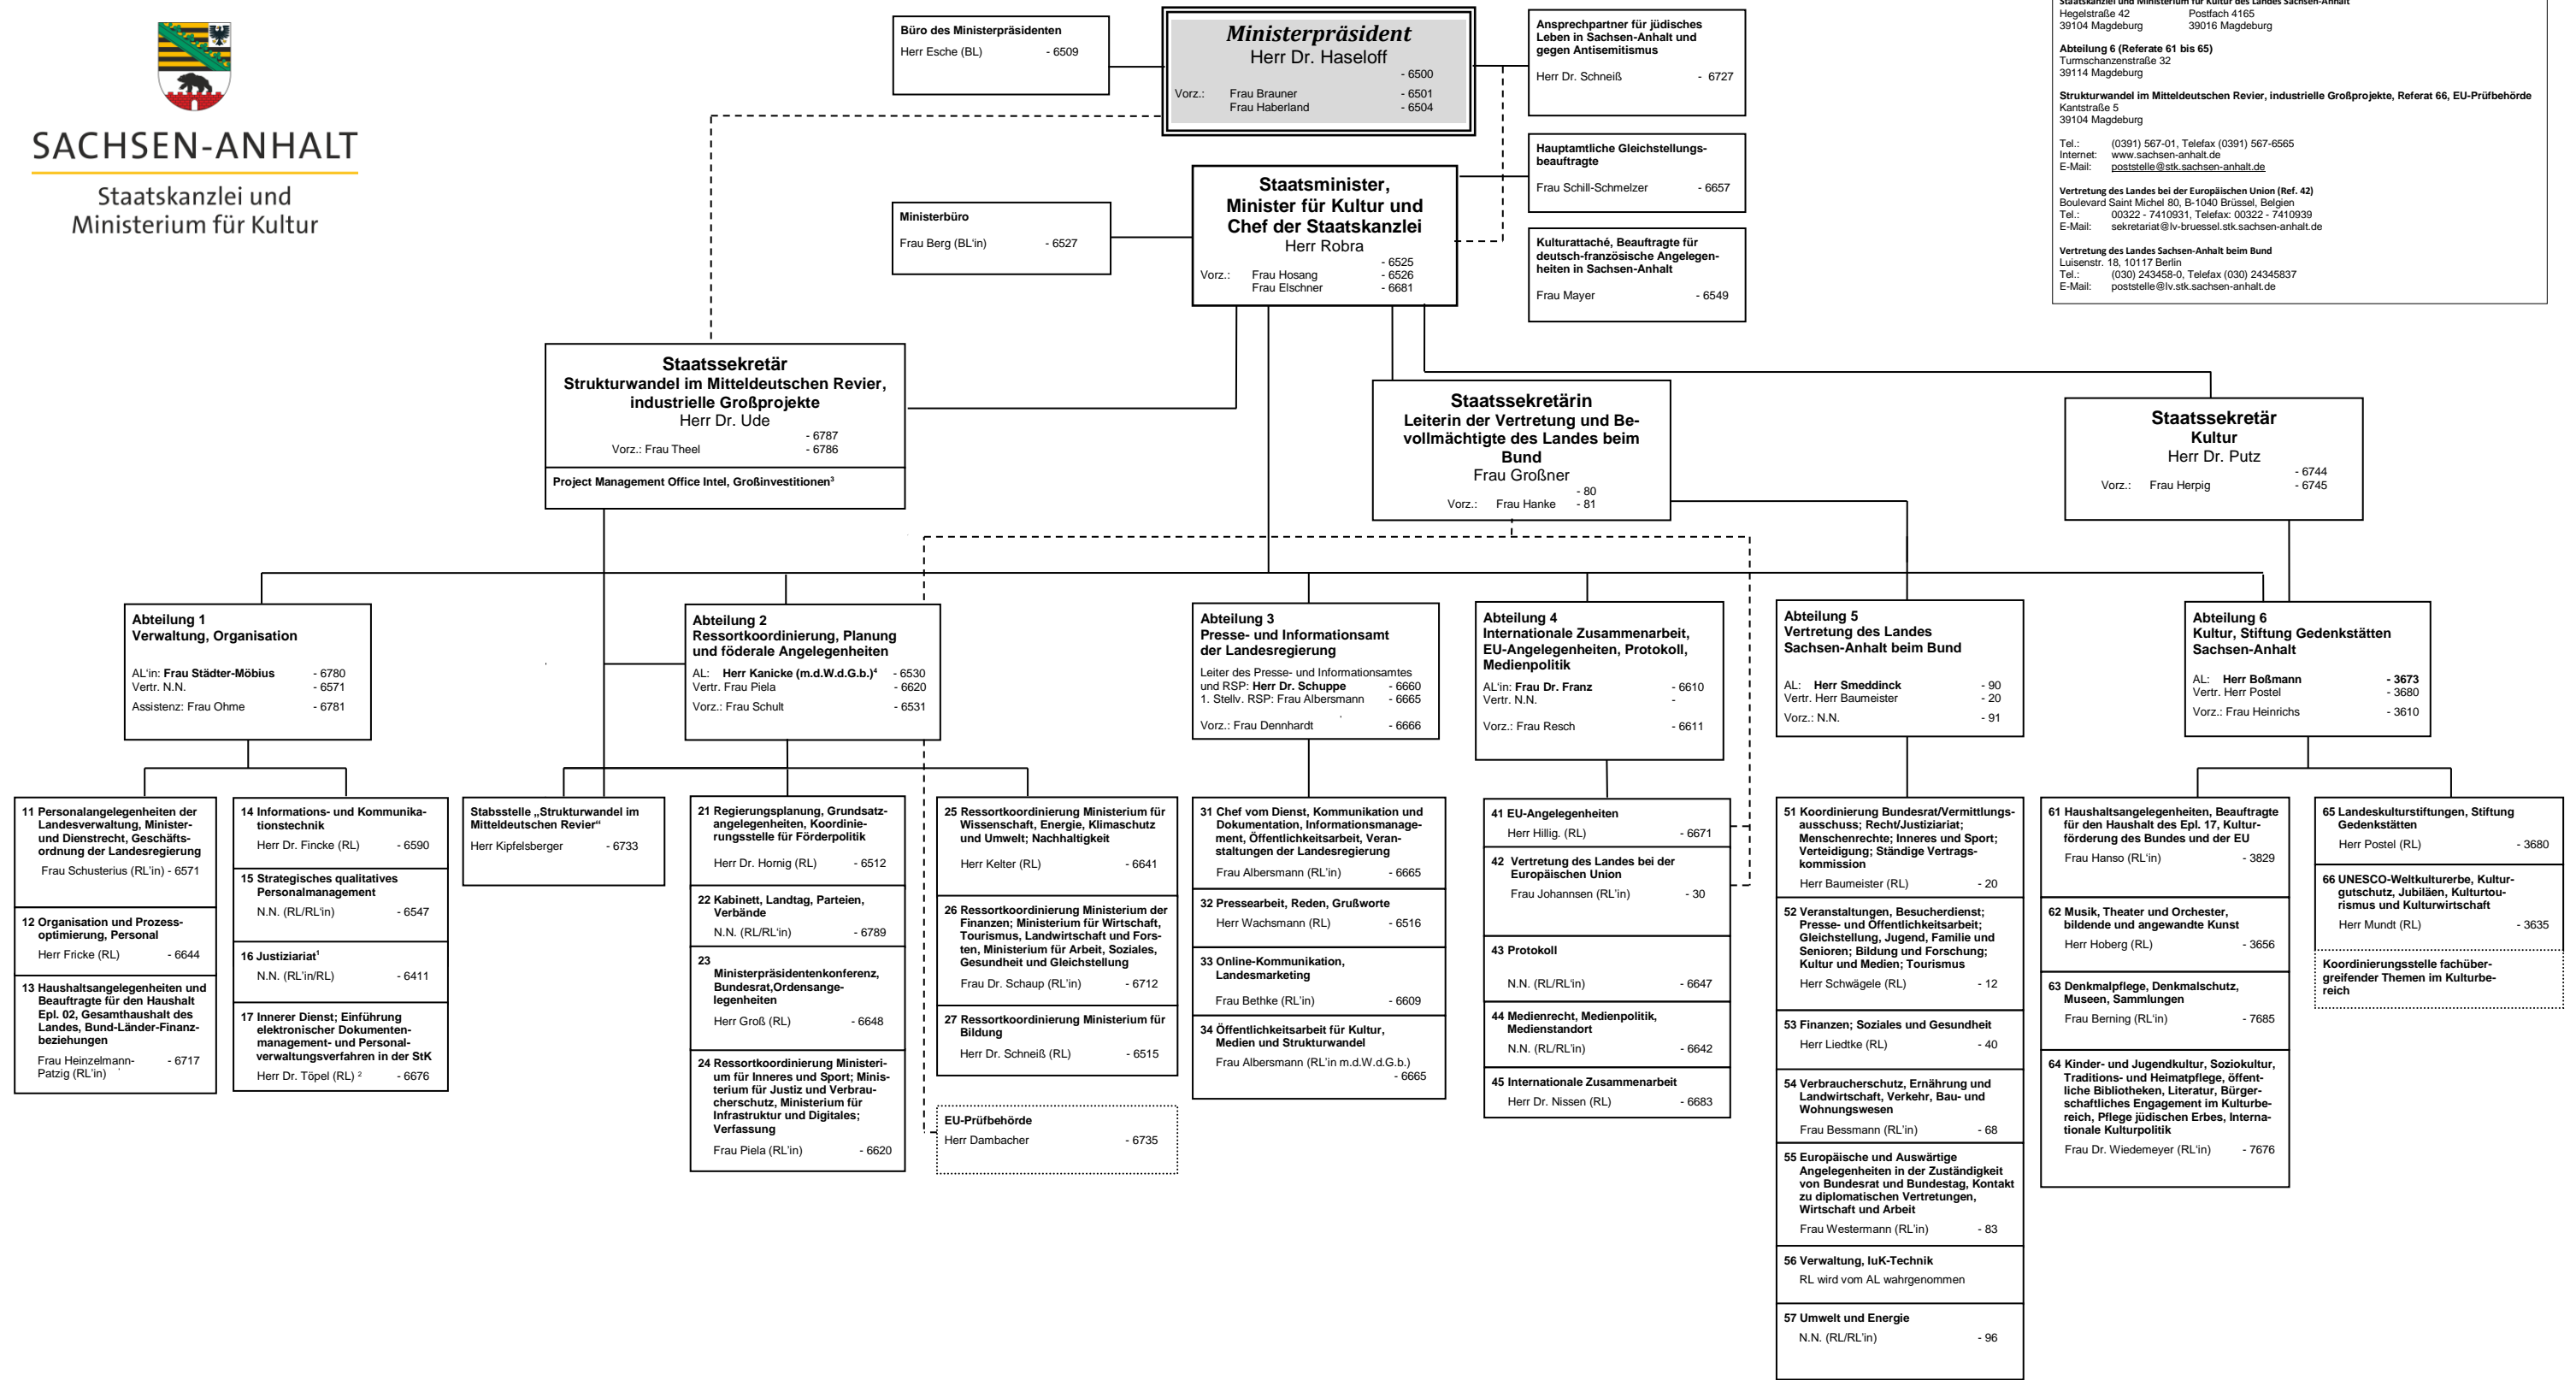 SACHSEN-ANHALT
Staatskanzlei und
Ministerium für Kultur
Büro des Ministerpräsidenten
Herr Esche (BL) - 6509
Ministerpräsident
Herr Dr. Haseloff
- 6500
Vorz.: Frau Brauner - 6501
Frau Haberland - 6504
Ansprechpartner für jüdisches
Leben in Sachsen-Anhalt und
gegen Antisemitismus
Herr Dr. Schneiß - 6727
Staatskanzlei und Ministerium für Kultur des Landes Sachsen-Anhalt
Hegelstraße 42 Postfach 4165
39104 Magdeburg 39016 Magdeburg
Abteilung 6 (Referate 61 bis 65)
Turmschanzenstraße 32
39114 Magdeburg
Strukturwandel im Mitteldeutschen Revier, industrielle Großprojekte, Referat 66, EU-Prüfbehörde
Kantstraße 5
39104 Magdeburg
Tel.: (0391) 567-01, Telefax (0391) 567-6565
Internet: www.sachsen-anhalt.de
E-Mail: poststelle@stk.sachsen-anhalt.de
Vertretung des Landes bei der Europäischen Union (Ref. 42)
Boulevard Saint Michel 80, B-1040 Brüssel, Belgien
Tel.: 00322 - 7410931, Telefax: 00322 - 7410939
E-Mail: sekretariat@lv-bruessel.stk.sachsen-anhalt.de
Vertretung des Landes Sachsen-Anhalt beim Bund
Luisenstr. 18, 10117 Berlin
Tel.: (030) 243458-0, Telefax (030) 24345837
E-Mail: poststelle@lv.stk.sachsen-anhalt.de
Hauptamtliche Gleichstellungs-
beauftragte
Frau Schill-Schmelzer - 6657
Ministerbüro
Frau Berg (BL'in) - 6527
Staatsminister,
Minister für Kultur und
Chef der Staatskanzlei
Herr Robra
- 6525
Vorz.: Frau Hosang - 6526
Frau Elschner - 6681
Kulturattaché, Beauftragte für
deutsch-französische Angelegen-
heiten in Sachsen-Anhalt
Frau Mayer - 6549
Staatssekretär
Strukturwandel im Mitteldeutschen Revier,
industrielle Großprojekte
Herr Dr. Ude
- 6787
Vorz.: Frau Theel - 6786
Project Management Office Intel, Großinvestitionen³
Staatssekretärin
Leiterin der Vertretung und Be-
vollmächtigte des Landes beim
Bund
Frau Großner
- 80
Vorz.: Frau Hanke - 81
Staatssekretär
Kultur
Herr Dr. Putz
- 6744
Vorz.: Frau Herpig - 6745
Abteilung 1
Verwaltung, Organisation
AL'in: Frau Städter-Möbius - 6780
Vertr. N.N. - 6571
Assistenz: Frau Ohme - 6781
Abteilung 2
Ressortkoordinierung, Planung
und föderale Angelegenheiten
AL: Herr Kanicke (m.d.W.d.G.b.)⁴ - 6530
Vertr. Frau Piela - 6620
Vorz.: Frau Schult - 6531
Abteilung 3
Presse- und Informationsamt
der Landesregierung
Leiter des Presse- und Informationsamtes
und RSP: Herr Dr. Schuppe - 6660
1. Stellv. RSP: Frau Albersmann - 6665
Vorz.: Frau Dennhardt - 6666
Abteilung 4
Internationale Zusammenarbeit,
EU-Angelegenheiten, Protokoll,
Medienpolitik
AL'in: Frau Dr. Franz - 6610
Vertr. N.N. -
Vorz.: Frau Resch - 6611
Abteilung 5
Vertretung des Landes
Sachsen-Anhalt beim Bund
AL: Herr Smeddinck - 90
Vertr. Herr Baumeister - 20
Vorz.: N.N. - 91
Abteilung 6
Kultur, Stiftung Gedenkstätten
Sachsen-Anhalt
AL: Herr Boßmann - 3673
Vertr. Herr Postel - 3680
Vorz.: Frau Heinrichs - 3610
11 Personalangelegenheiten der
Landesverwaltung, Minister-
und Dienstrecht, Geschäfts-
ordnung der Landesregierung
Frau Schusterius (RL'in) - 6571
12 Organisation und Prozess-
optimierung, Personal
Herr Fricke (RL) - 6644
13 Haushaltsangelegenheiten und
Beauftragte für den Haushalt
Epl. 02, Gesamthaushalt des
Landes, Bund-Länder-Finanz-
beziehungen
Frau Heinzelmann- - 6717
Patzig (RL'in)
14 Informations- und Kommunika-
tionstechnik
Herr Dr. Fincke (RL) - 6590
15 Strategisches qualitatives
Personalmanagement
N.N. (RL/RL'in) - 6547
16 Justiziariat¹
N.N. (RL'in/RL) - 6411
17 Innerer Dienst; Einführung
elektronischer Dokumenten-
management- und Personal-
verwaltungsverfahren in der StK
Herr Dr. Töpel (RL) ² - 6676
Stabsstelle „Strukturwandel im
Mitteldeutschen Revier“
Herr Kipfelsberger - 6733
21 Regierungsplanung, Grundsatz-
angelegenheiten, Koordinie-
rungsstelle für Förderpolitik
Herr Dr. Hornig (RL) - 6512
22 Kabinett, Landtag, Parteien,
Verbände
N.N. (RL/RL'in) - 6789
23
Ministerpräsidentenkonferenz,
Bundesrat,Ordensange-
legenheiten
Herr Groß (RL) - 6648
24 Ressortkoordinierung Ministeri-
um für Inneres und Sport; Minis-
terium für Justiz und Verbrau-
cherschutz, Ministerium für
Infrastruktur und Digitales;
Verfassung
Frau Piela (RL'in) - 6620
25 Ressortkoordinierung Ministerium für
Wissenschaft, Energie, Klimaschutz
und Umwelt; Nachhaltigkeit
Herr Kelter (RL) - 6641
26 Ressortkoordinierung Ministerium der
Finanzen; Ministerium für Wirtschaft,
Tourismus, Landwirtschaft und Fors-
ten, Ministerium für Arbeit, Soziales,
Gesundheit und Gleichstellung
Frau Dr. Schaup (RL'in) - 6712
27 Ressortkoordinierung Ministerium für
Bildung
Herr Dr. Schneiß (RL) - 6515
EU-Prüfbehörde
Herr Dambacher - 6735
31 Chef vom Dienst, Kommunikation und
Dokumentation, Informationsmanage-
ment, Öffentlichkeitsarbeit, Veran-
staltungen der Landesregierung
Frau Albersmann (RL'in) - 6665
32 Pressearbeit, Reden, Grußworte
Herr Wachsmann (RL) - 6516
33 Online-Kommunikation,
Landesmarketing
Frau Bethke (RL'in) - 6609
34 Öffentlichkeitsarbeit für Kultur,
Medien und Strukturwandel
Frau Albersmann (RL'in m.d.W.d.G.b.)
- 6665
41 EU-Angelegenheiten
Herr Hillig. (RL) - 6671
42 Vertretung des Landes bei der
Europäischen Union
Frau Johannsen (RL'in) - 30
43 Protokoll
N.N. (RL/RL'in) - 6647
44 Medienrecht, Medienpolitik,
Medienstandort
N.N. (RL/RL'in) - 6642
45 Internationale Zusammenarbeit
Herr Dr. Nissen (RL) - 6683
51 Koordinierung Bundesrat/Vermittlungs-
ausschuss; Recht/Justiziariat;
Menschenrechte; Inneres und Sport;
Verteidigung; Ständige Vertrags-
kommission
Herr Baumeister (RL) - 20
52 Veranstaltungen, Besucherdienst;
Presse- und Öffentlichkeitsarbeit;
Gleichstellung, Jugend, Familie und
Senioren; Bildung und Forschung;
Kultur und Medien; Tourismus
Herr Schwägele (RL) - 12
53 Finanzen; Soziales und Gesundheit
Herr Liedtke (RL) - 40
54 Verbraucherschutz, Ernährung und
Landwirtschaft, Verkehr, Bau- und
Wohnungswesen
Frau Bessmann (RL'in) - 68
55 Europäische und Auswärtige
Angelegenheiten in der Zuständigkeit
von Bundesrat und Bundestag, Kontakt
zu diplomatischen Vertretungen,
Wirtschaft und Arbeit
Frau Westermann (RL'in) - 83
56 Verwaltung, IuK-Technik
RL wird vom AL wahrgenommen
57 Umwelt und Energie
N.N. (RL/RL'in) - 96
61 Haushaltsangelegenheiten, Beauftragte
für den Haushalt des Epl. 17, Kultur-
förderung des Bundes und der EU
Frau Hanso (RL'in) - 3829
62 Musik, Theater und Orchester,
bildende und angewandte Kunst
Herr Hoberg (RL) - 3656
63 Denkmalpflege, Denkmalschutz,
Museen, Sammlungen
Frau Berning (RL'in) - 7685
64 Kinder- und Jugendkultur, Soziokultur,
Traditions- und Heimatpflege, öffent-
liche Bibliotheken, Literatur, Bürger-
schaftliches Engagement im Kulturbe-
reich, Pflege jüdischen Erbes, Interna-
tionale Kulturpolitik
Frau Dr. Wiedemeyer (RL'in) - 7676
65 Landeskulturstiftungen, Stiftung
Gedenkstätten
Herr Postel (RL) - 3680
66 UNESCO-Weltkulturerbe, Kultur-
gutschutz, Jubiläen, Kulturtou-
rismus und Kulturwirtschaft
Herr Mundt (RL) - 3635
Koordinierungsstelle fachüber-
greifender Themen im Kulturbe-
reich